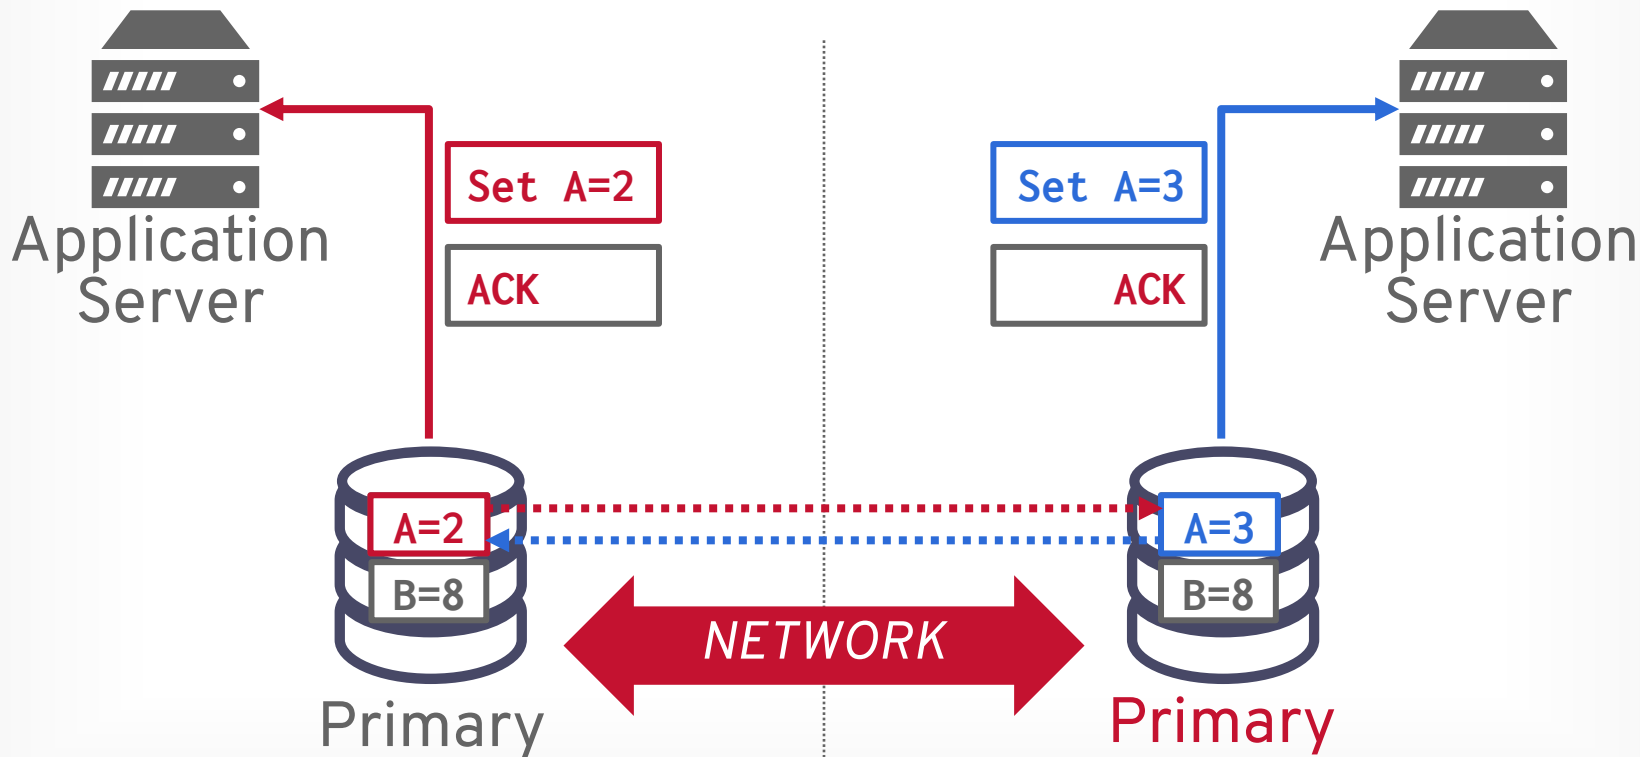 Set A=2
Set A=3
Application
Server
ACK
ACK
Application
Server
A=2
A=3
B=8
B=8
NETWORK
Primary
Primary